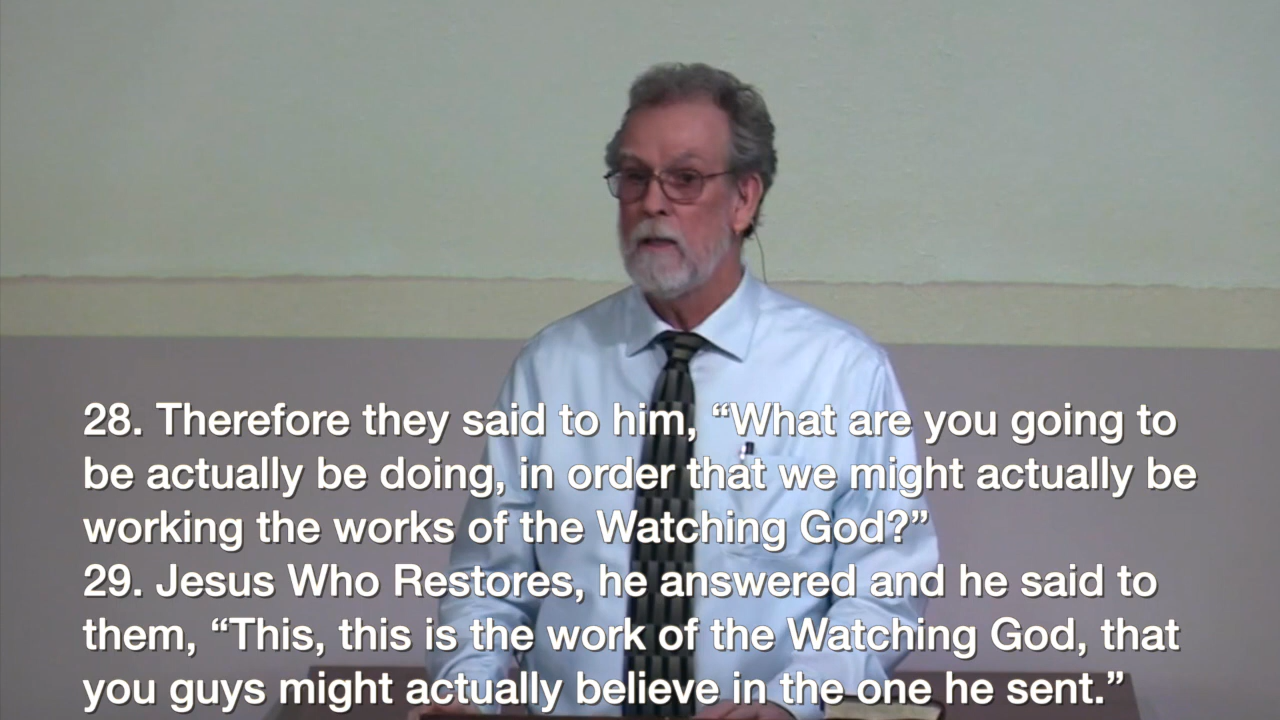 28. Therefore they said to him, “What are you going to
be actually be doing, in order that we might actually be
working the works of the Watching God?”
29. Jesus Who Restores, he answered and he said to
them, “This, this is the work of the Watching God, that
you guys might actually believe in the one he sent.”